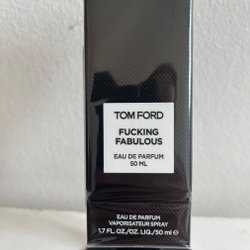 TOM FORD
FUCKING
FABULOUS
EAU DE PARFUM
50 ML
EAU DE PARFUM
VAPORISATEUR SPRAY
1.7 FL. OZ./OZ. LIQ./50 ml ℮